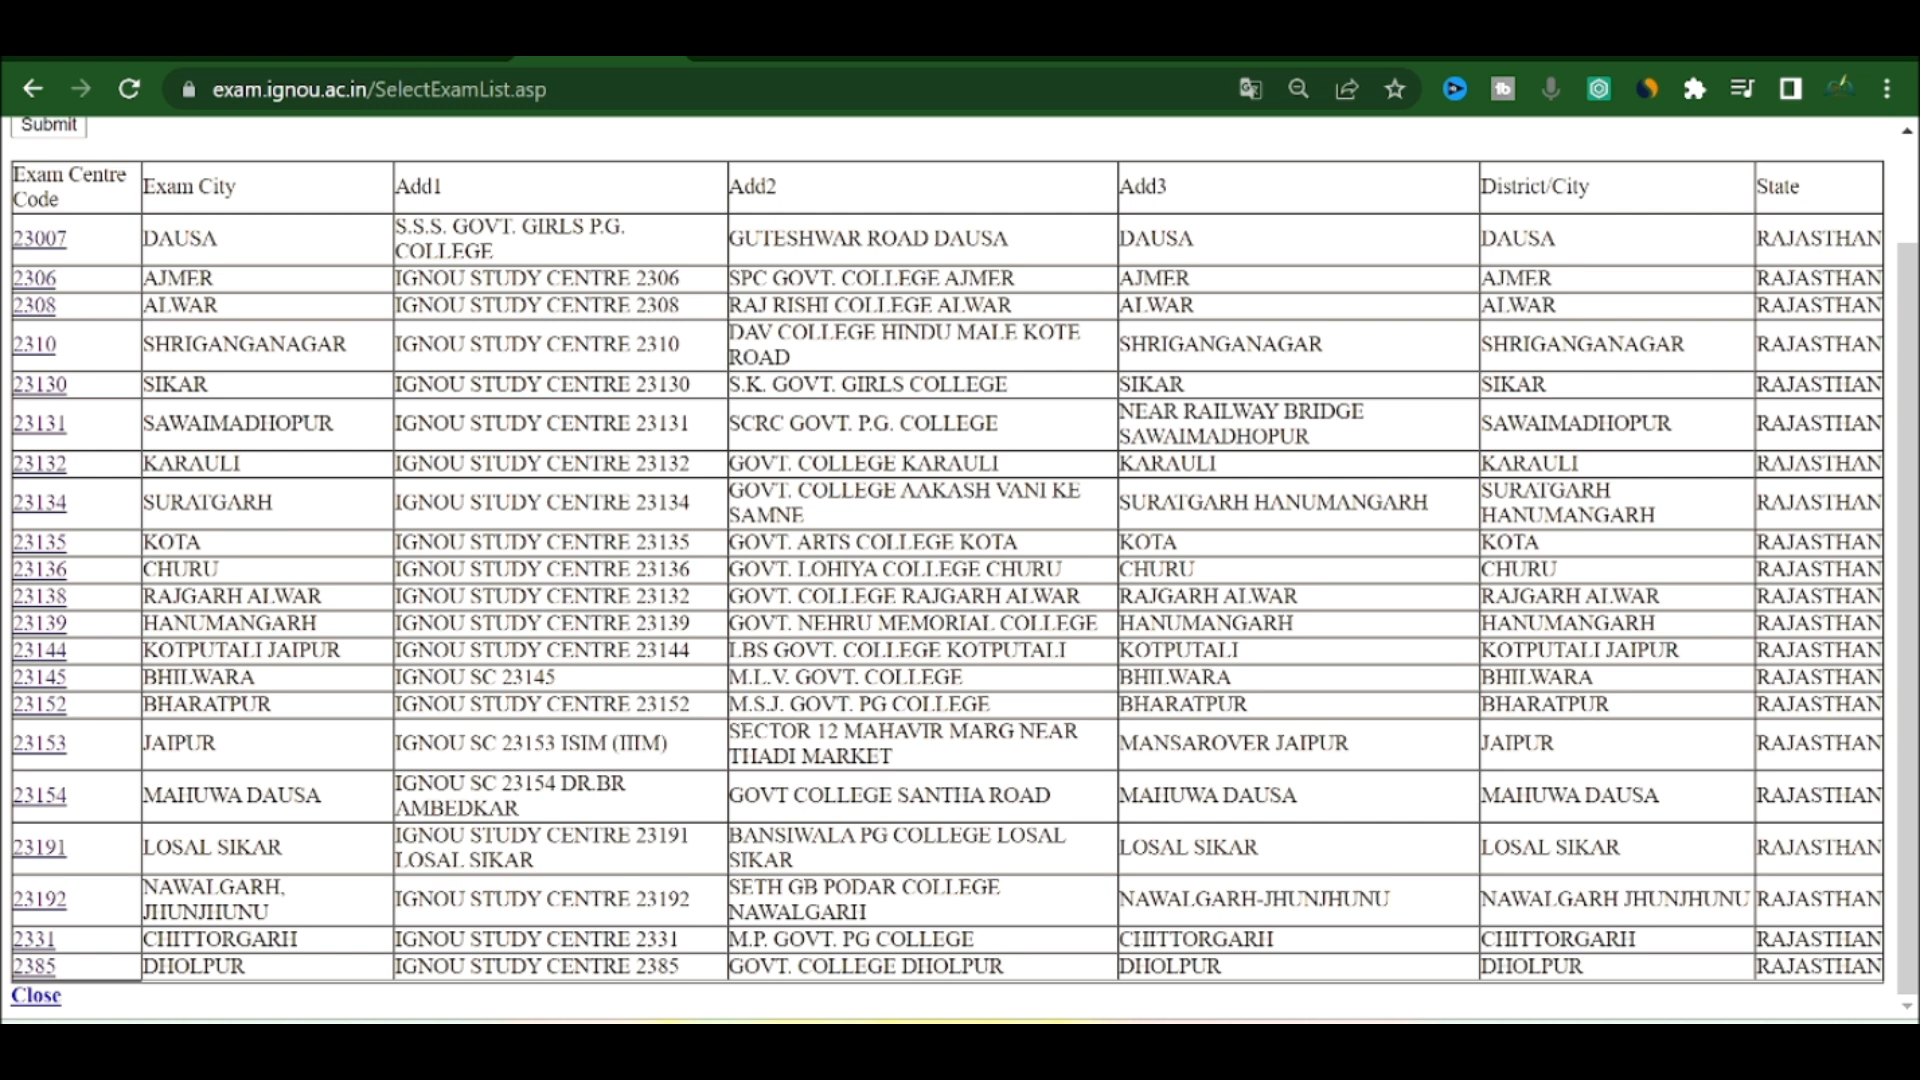 exam.ignou.ac.in/SelectExamList.asp
Submit
Exam Centre Code Exam City Add1 Add2 Add3 District/City State
23007 DAUSA S.S.S. GOVT. GIRLS P.G. COLLEGE GUTESHWAR ROAD DAUSA DAUSA DAUSA RAJASTHAN
2306 AJMER IGNOU STUDY CENTRE 2306 SPC GOVT. COLLEGE AJMER AJMER AJMER RAJASTHAN
2308 ALWAR IGNOU STUDY CENTRE 2308 RAJ RISHI COLLEGE ALWAR ALWAR ALWAR RAJASTHAN
2310 SHRIGANGANAGAR IGNOU STUDY CENTRE 2310 DAV COLLEGE HINDU MALE KOTE ROAD SHRIGANGANAGAR SHRIGANGANAGAR RAJASTHAN
23130 SIKAR IGNOU STUDY CENTRE 23130 S.K. GOVT. GIRLS COLLEGE SIKAR SIKAR RAJASTHAN
23131 SAWAIMADHOPUR IGNOU STUDY CENTRE 23131 SCRC GOVT. P.G. COLLEGE NEAR RAILWAY BRIDGE SAWAIMADHOPUR SAWAIMADHOPUR RAJASTHAN
23132 KARAULI IGNOU STUDY CENTRE 23132 GOVT. COLLEGE KARAULI KARAULI KARAULI RAJASTHAN
23134 SURATGARH IGNOU STUDY CENTRE 23134 GOVT. COLLEGE AAKASH VANI KE SAMNE SURATGARH HANUMANGARH SURATGARH HANUMANGARH RAJASTHAN
23135 KOTA IGNOU STUDY CENTRE 23135 GOVT. ARTS COLLEGE KOTA KOTA KOTA RAJASTHAN
23136 CHURU IGNOU STUDY CENTRE 23136 GOVT. LOHIYA COLLEGE CHURU CHURU CHURU RAJASTHAN
23138 RAJGARH ALWAR IGNOU STUDY CENTRE 23132 GOVT. COLLEGE RAJGARH ALWAR RAJGARH ALWAR RAJGARH ALWAR RAJASTHAN
23139 HANUMANGARH IGNOU STUDY CENTRE 23139 GOVT. NEHRU MEMORIAL COLLEGE HANUMANGARH HANUMANGARH RAJASTHAN
23144 KOTPUTALI JAIPUR IGNOU STUDY CENTRE 23144 LBS GOVT. COLLEGE KOTPUTALI KOTPUTALI KOTPUTALI JAIPUR RAJASTHAN
23145 BHILWARA IGNOU SC 23145 M.L.V. GOVT. COLLEGE BHILWARA BHILWARA RAJASTHAN
23152 BHARATPUR IGNOU STUDY CENTRE 23152 M.S.J. GOVT. PG COLLEGE BHARATPUR BHARATPUR RAJASTHAN
23153 JAIPUR IGNOU SC 23153 ISIM (IIIM) SECTOR 12 MAHAVIR MARG NEAR THADI MARKET MANSAROVER JAIPUR JAIPUR RAJASTHAN
23154 MAHUWA DAUSA IGNOU SC 23154 DR.BR AMBEDKAR GOVT COLLEGE SANTHA ROAD MAHUWA DAUSA MAHUWA DAUSA RAJASTHAN
23191 LOSAL SIKAR IGNOU STUDY CENTRE 23191 LOSAL SIKAR BANSIWALA PG COLLEGE LOSAL SIKAR LOSAL SIKAR LOSAL SIKAR RAJASTHAN
23192 NAWALGARH, JHUNJHUNU IGNOU STUDY CENTRE 23192 SETH GB PODAR COLLEGE NAWALGARH NAWALGARH-JHUNJHUNU NAWALGARH JHUNJHUNU RAJASTHAN
2331 CHITTORGARH IGNOU STUDY CENTRE 2331 M.P. GOVT. PG COLLEGE CHITTORGARH CHITTORGARH RAJASTHAN
2385 DHOLPUR IGNOU STUDY CENTRE 2385 GOVT. COLLEGE DHOLPUR DHOLPUR DHOLPUR RAJASTHAN
Close